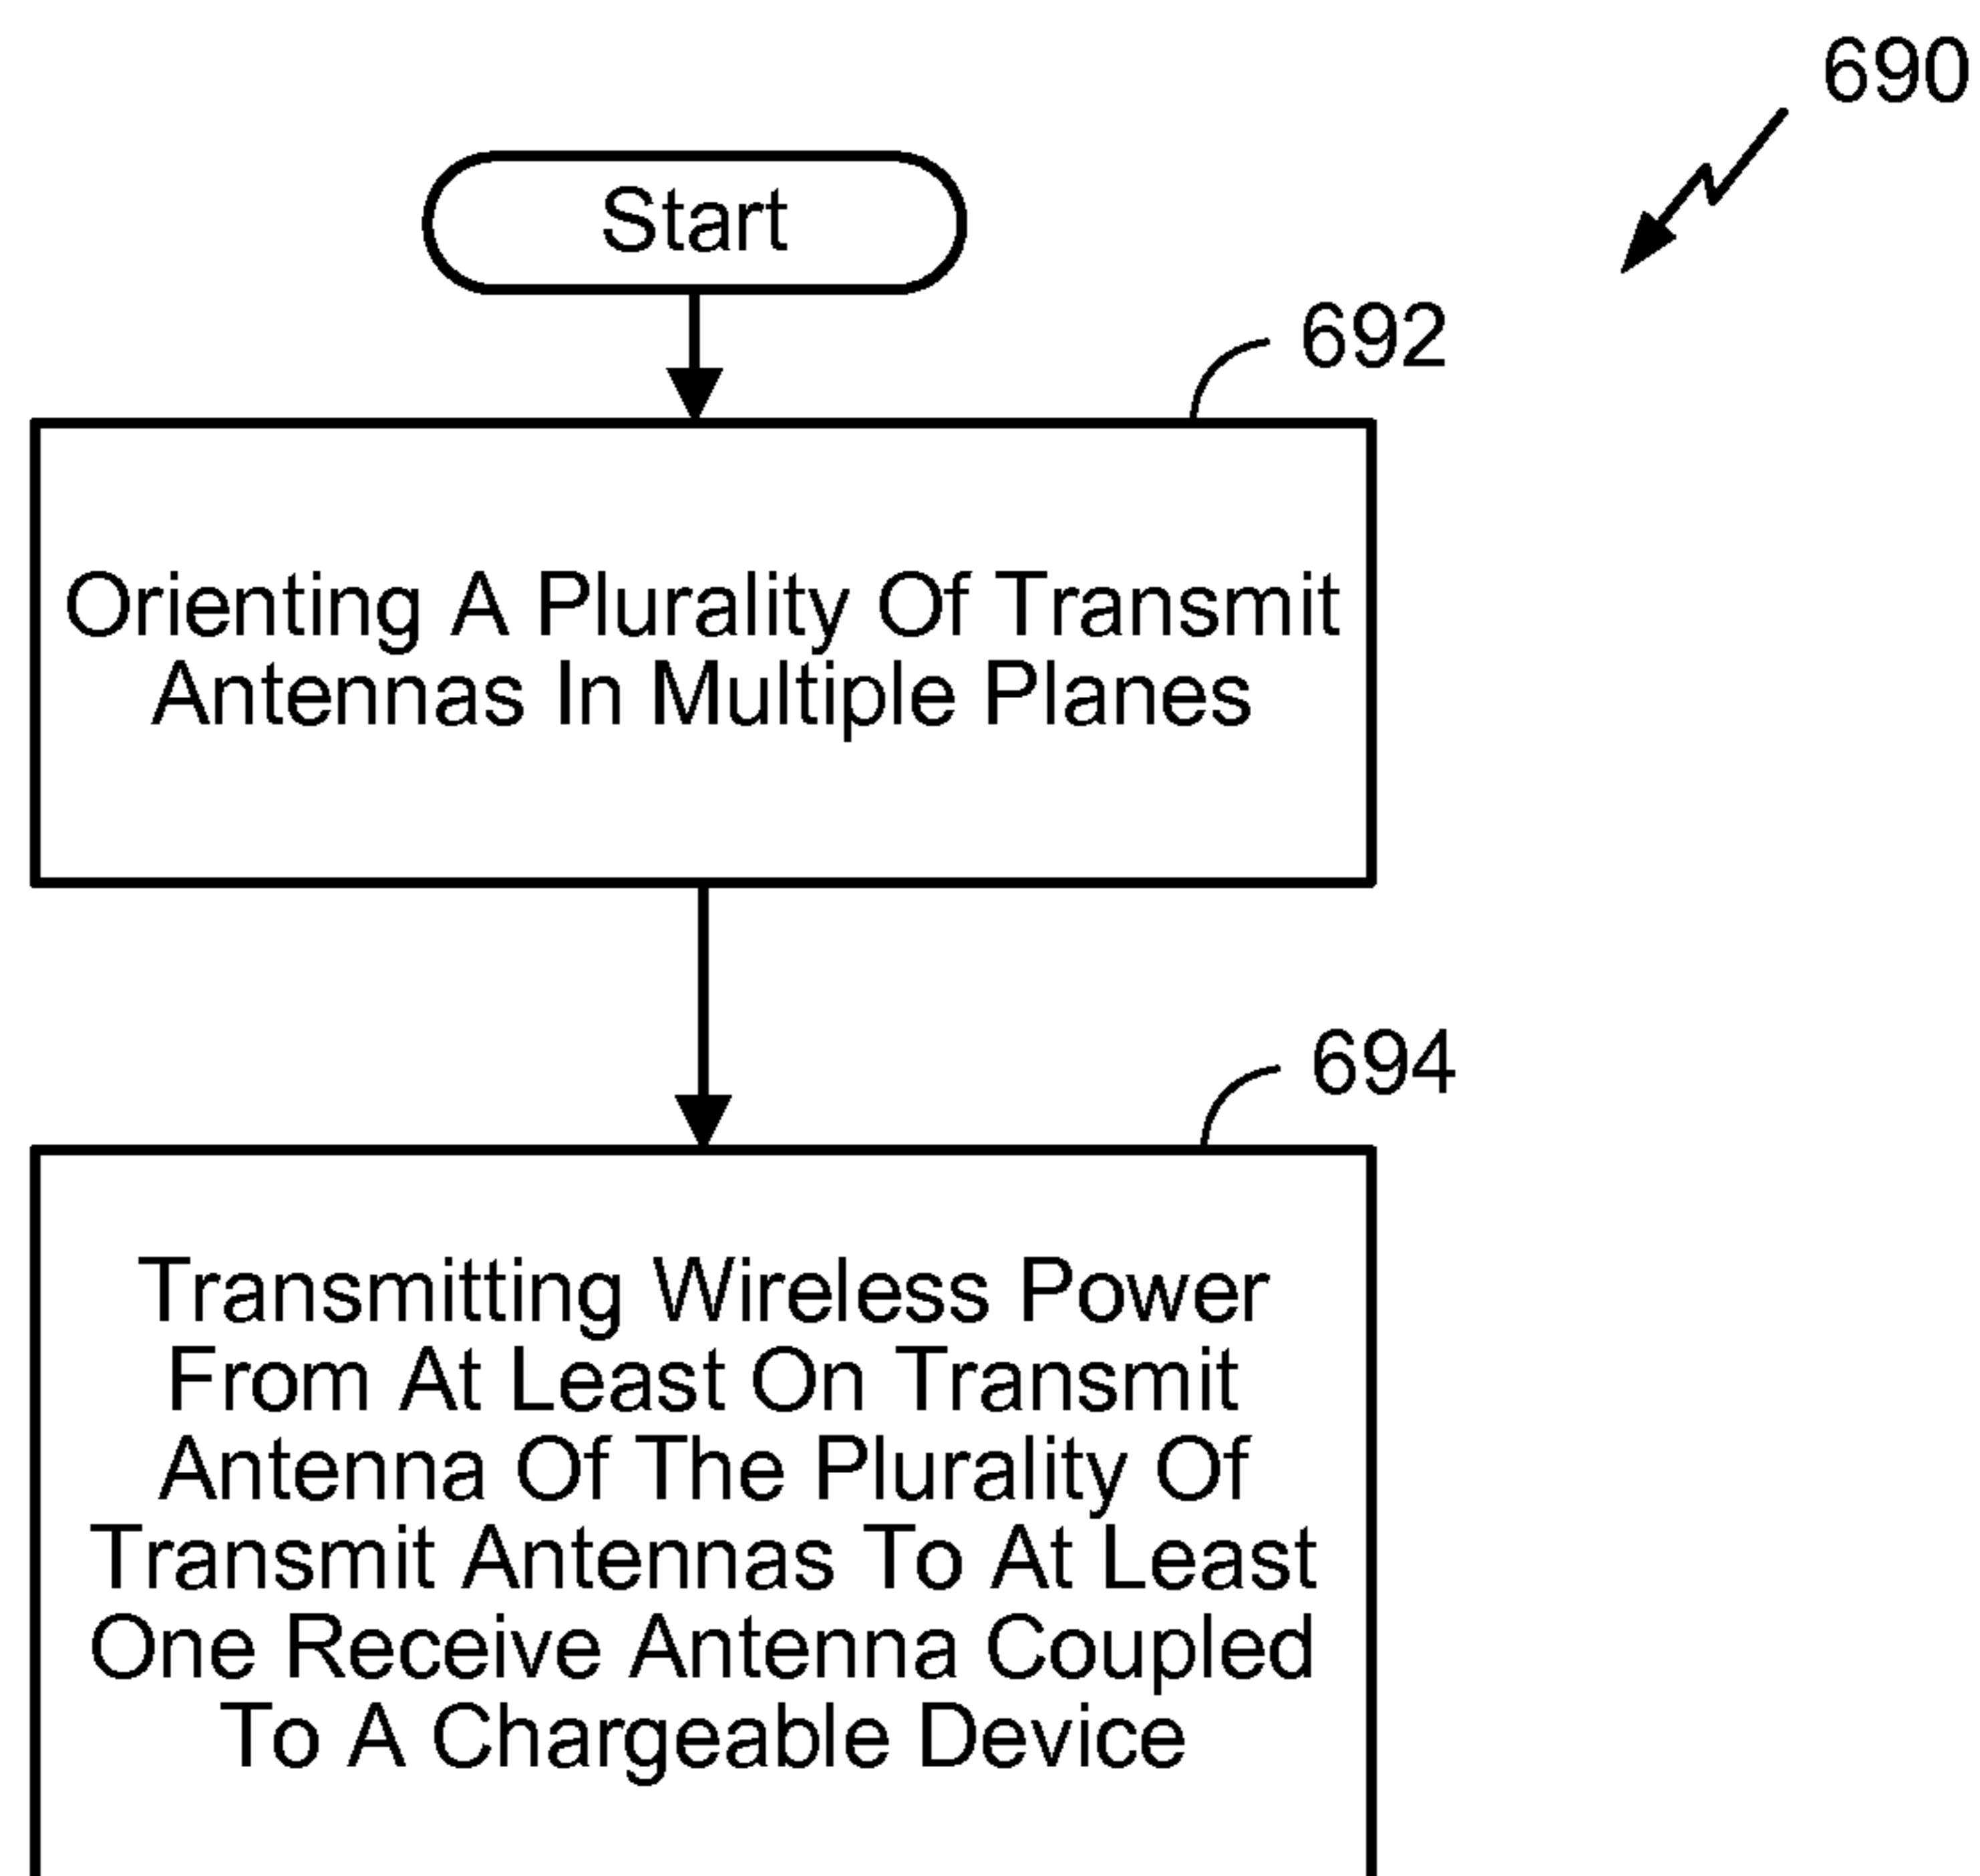 690
Start
692
Orienting A Plurality Of Transmit
Antennas In Multiple Planes
694
Transmitting Wireless Power
From At Least On Transmit
Antenna Of The Plurality Of
Transmit Antennas To At Least
One Receive Antenna Coupled
To A Chargeable Device